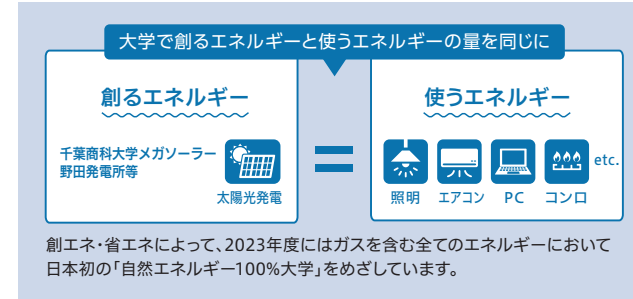 大学で創るエネルギーと使うエネルギーの量を同じに
創るエネルギー
千葉商科大学メガソーラー
野田発電所等
太陽光発電
使うエネルギー
照明 エアコン PC コンロ etc.
創エネ・省エネによって、2023年度にはガスを含む全てのエネルギーにおいて
日本初の「自然エネルギー100%大学」をめざしています。